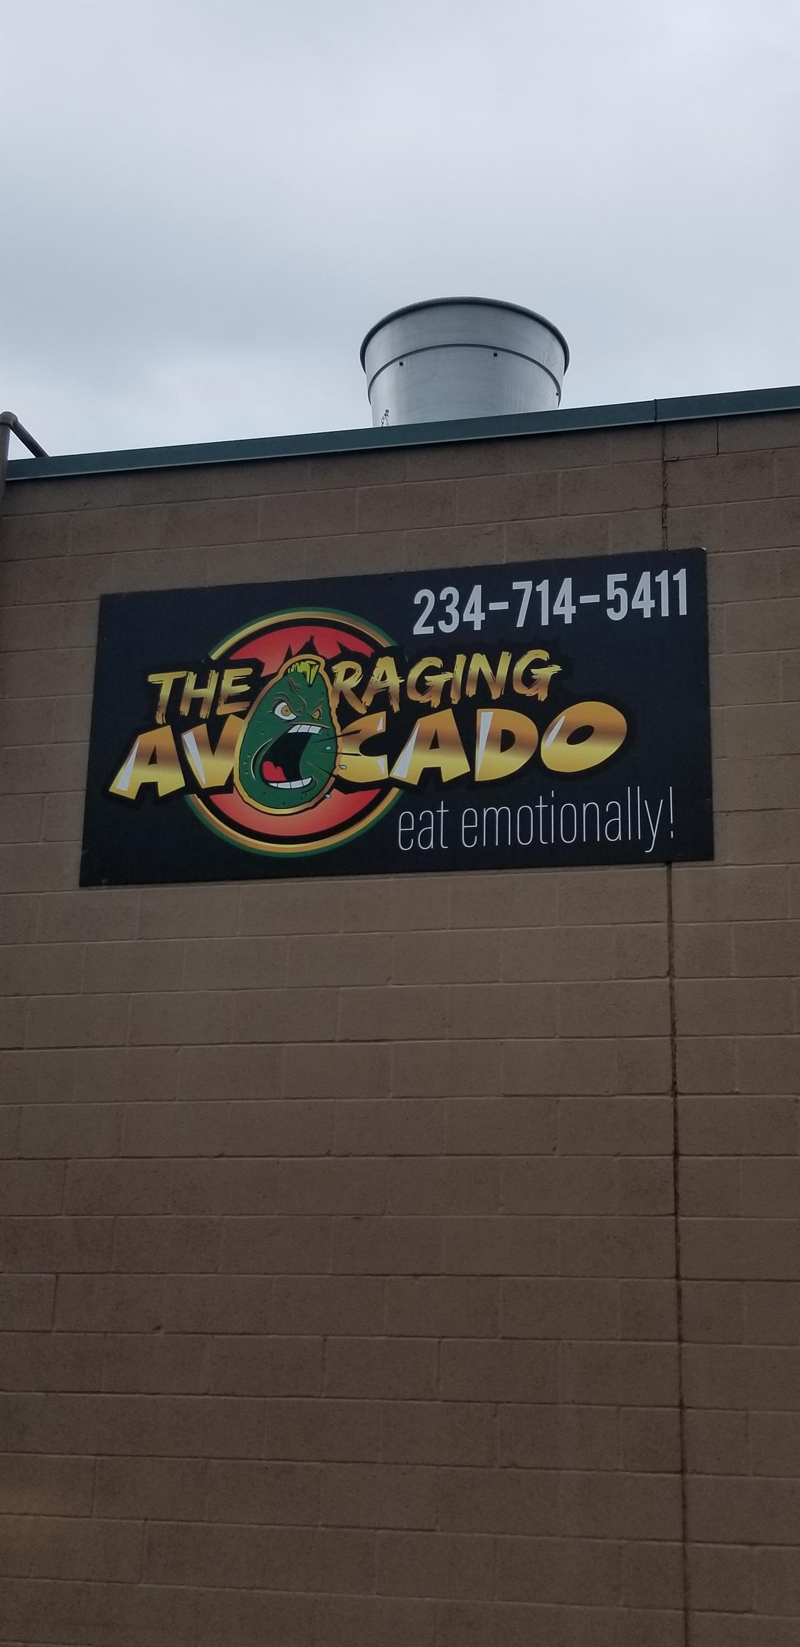 234-714-5411
THE RAGING
AVOCADO
eat emotionally!